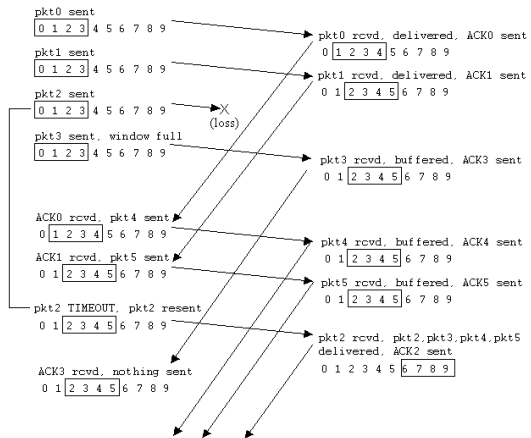 pkt0 sent
0 1 2 3 4 5 6 7 8 9
pkt0 rcvd, delivered, ACK0 sent
0 1 2 3 4 5 6 7 8 9
pkt1 sent
0 1 2 3 4 5 6 7 8 9
pkt1 rcvd, delivered, ACK1 sent
0 1 2 3 4 5 6 7 8 9
pkt2 sent
0 1 2 3 4 5 6 7 8 9
X
(loss)
pkt3 sent, window full
0 1 2 3 4 5 6 7 8 9
pkt3 rcvd, buffered, ACK3 sent
0 1 2 3 4 5 6 7 8 9
ACK0 rcvd, pkt4 sent
0 1 2 3 4 5 6 7 8 9
pkt4 rcvd, buffered, ACK4 sent
0 1 2 3 4 5 6 7 8 9
ACK1 rcvd, pkt5 sent
0 1 2 3 4 5 6 7 8 9
pkt5 rcvd, buffered, ACK5 sent
0 1 2 3 4 5 6 7 8 9
pkt2 TIMEOUT, pkt2 resent
0 1 2 3 4 5 6 7 8 9
pkt2 rcvd, pkt2,pkt3,pkt4,pkt5
delivered, ACK2 sent
0 1 2 3 4 5 6 7 8 9
ACK3 rcvd, nothing sent
0 1 2 3 4 5 6 7 8 9